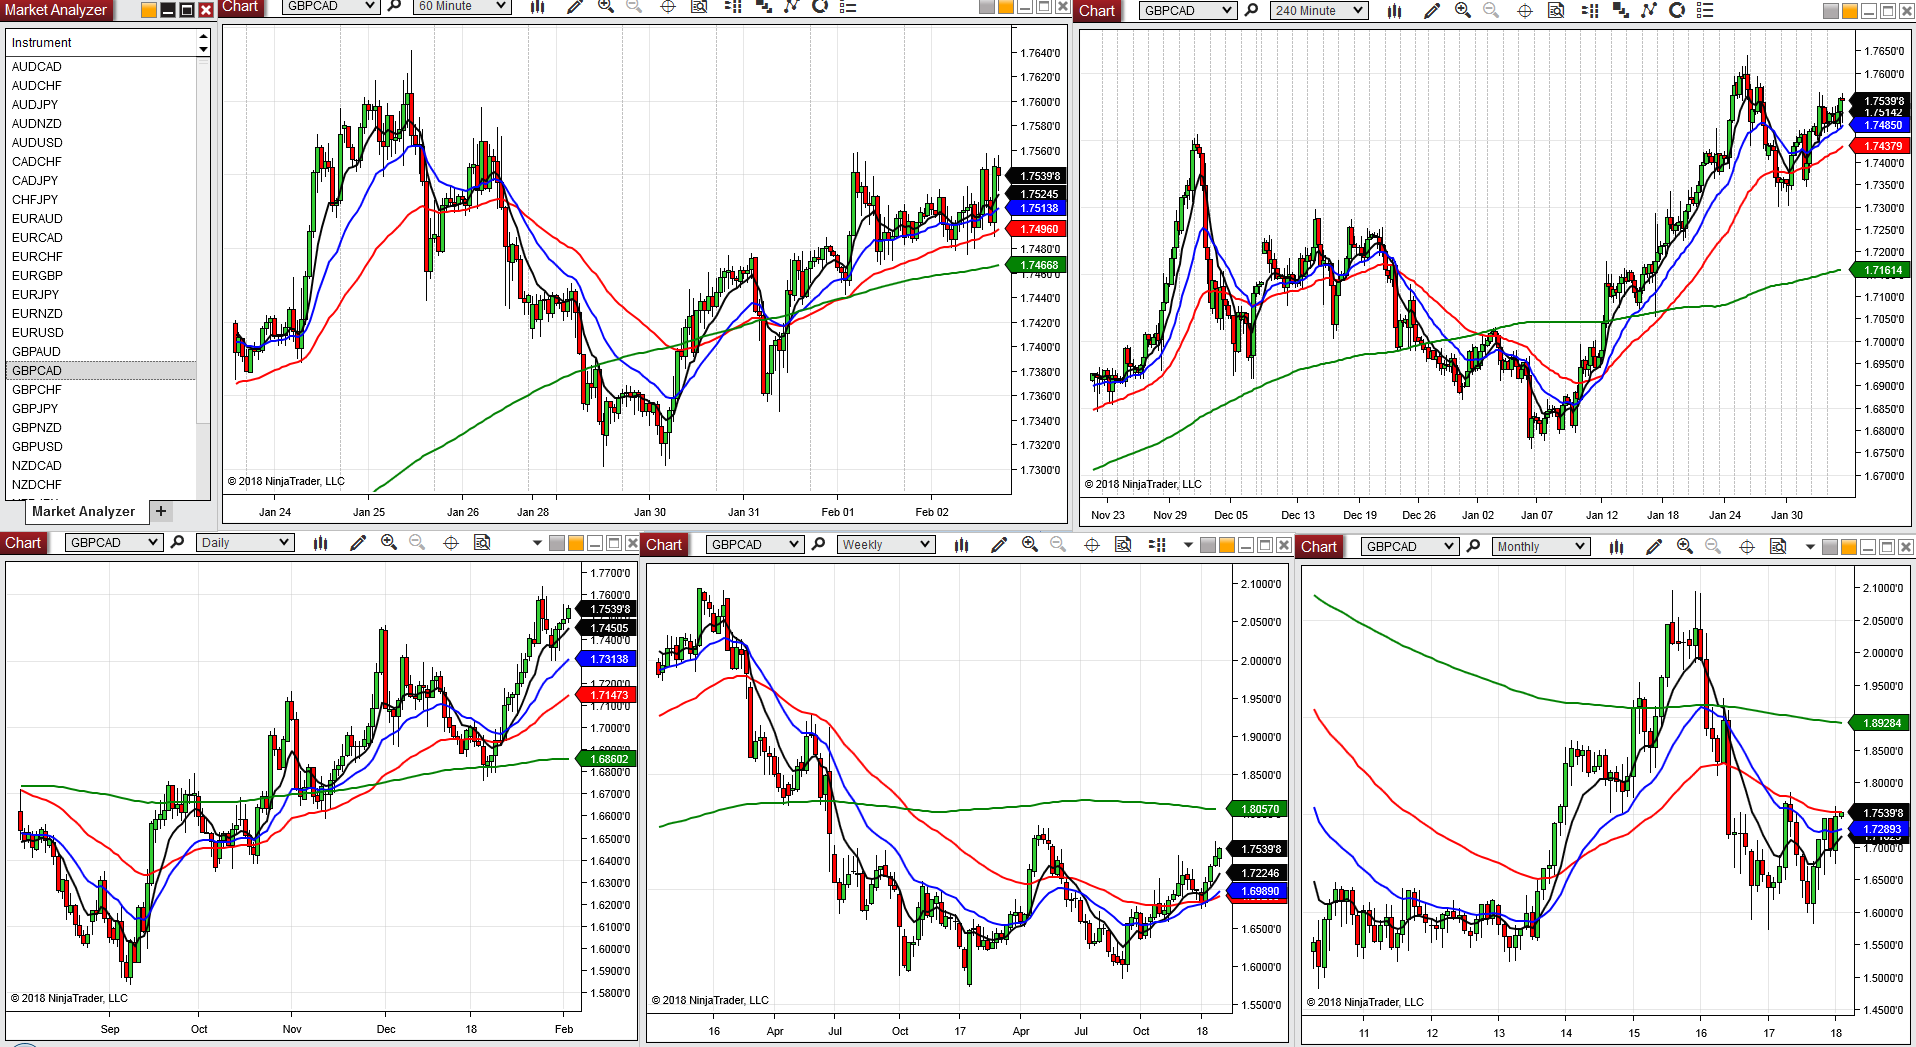 Market Analyzer
Instrument
AUDCAD
AUDCHF
AUDJPY
AUDNZD
AUDUSD
CADCHF
CADJPY
CHFJPY
EURAUD
EURCAD
EURCHF
EURGBP
EURJPY
EURNZD
EURUSD
GBPAUD
GBPCAD
GBPCHF
GBPJPY
GBPNZD
GBPUSD
NZDCAD
NZDCHF
Market Analyzer +
Chart GBPCAD 60 Minute
1.7640'0
1.7620'0
1.7600'0
1.7580'0
1.7560'0
1.7539'8
1.75245
1.75138
1.74960
1.7480'0
1.74668
1.7460'0
1.7440'0
1.7420'0
1.7400'0
1.7380'0
1.7360'0
1.7340'0
1.7320'0
1.7300'0
© 2018 NinjaTrader, LLC
Jan 24 Jan 25 Jan 26 Jan 28 Jan 30 Jan 31 Feb 01 Feb 02
Chart GBPCAD 240 Minute
1.7650'0
1.7600'0
1.7539'8
1.75142
1.74850
1.74379
1.7400'0
1.7350'0
1.7300'0
1.7250'0
1.7200'0
1.71614
1.7100'0
1.7050'0
1.7000'0
1.6950'0
1.6900'0
1.6850'0
1.6800'0
1.6750'0
1.6700'0
© 2018 NinjaTrader, LLC
Nov 23 Nov 29 Dec 05 Dec 13 Dec 19 Dec 26 Jan 02 Jan 07 Jan 12 Jan 18 Jan 24 Jan 30
Chart GBPCAD Daily
1.7700'0
1.7600'0
1.7539'8
1.74505
1.7400'0
1.73138
1.7200'0
1.71473
1.7100'0
1.7000'0
1.68602
1.6800'0
1.6700'0
1.6600'0
1.6500'0
1.6400'0
1.6300'0
1.6200'0
1.6100'0
1.6000'0
1.5900'0
1.5800'0
© 2018 NinjaTrader, LLC
Sep Oct Nov Dec 18 Feb
Chart GBPCAD Weekly
2.1000'0
2.0500'0
2.0000'0
1.9500'0
1.9000'0
1.8500'0
1.80570
1.7539'8
1.72246
1.69890
1.6500'0
1.6000'0
1.5500'0
© 2018 NinjaTrader, LLC
16 Apr Jul Oct 17 Apr Jul Oct 18
Chart GBPCAD Monthly
2.1000'0
2.0500'0
2.0000'0
1.9500'0
1.89284
1.8500'0
1.8000'0
1.7539'8
1.72893
1.7000'0
1.6500'0
1.6000'0
1.5500'0
1.5000'0
1.4500'0
© 2018 NinjaTrader, LLC
11 12 13 14 15 16 17 18